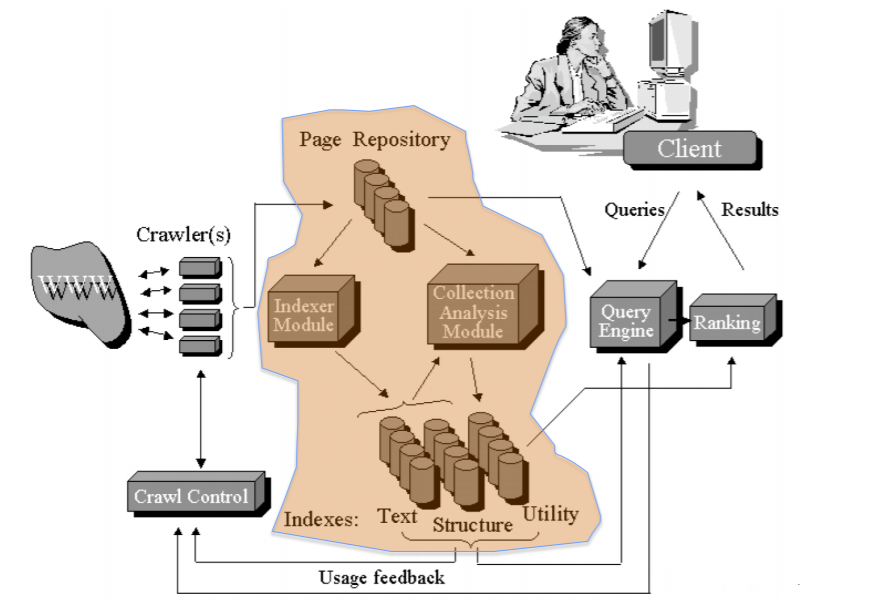 Client
Page Repository
Queries
Results
Crawler(s)
WWW
Indexer
Module
Collection
Analysis
Module
Query
Engine
Ranking
Crawl Control
Indexes:
Text
Structure
Utility
Usage feedback